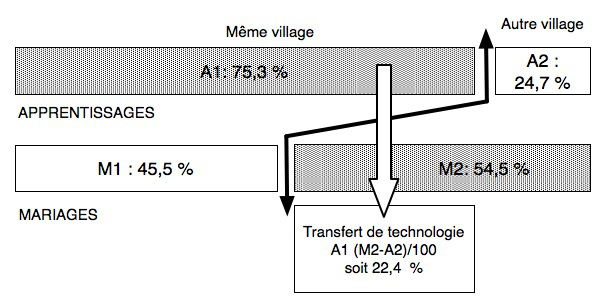 Même village
Autre village
A1: 75,3 %
A2 :
24,7 %
APPRENTISSAGES
M1 : 45,5 %
M2: 54,5 %
MARIAGES
Transfert de technologie
A1 (M2-A2)/100
soit 22,4 %